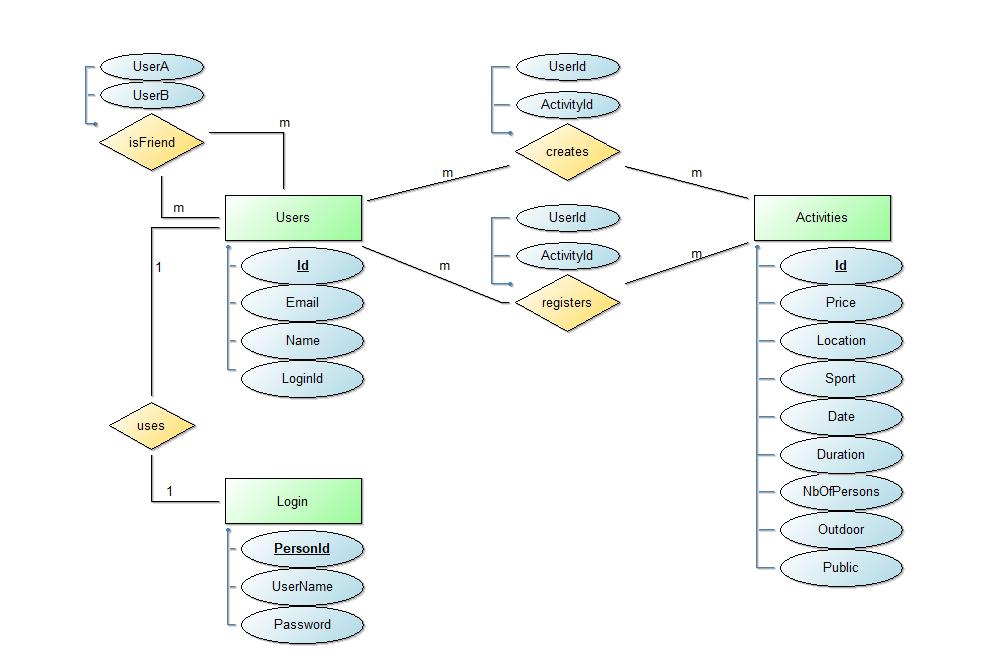 UserA
UserB
isFriend
m
m
UserId
ActivityId
creates
m
m
Users
Id
Email
Name
LoginId
UserId
ActivityId
registers
m
m
Activities
Id
Price
Location
Sport
Date
Duration
NbOfPersons
Outdoor
Public
1
uses
1
Login
PersonId
UserName
Password